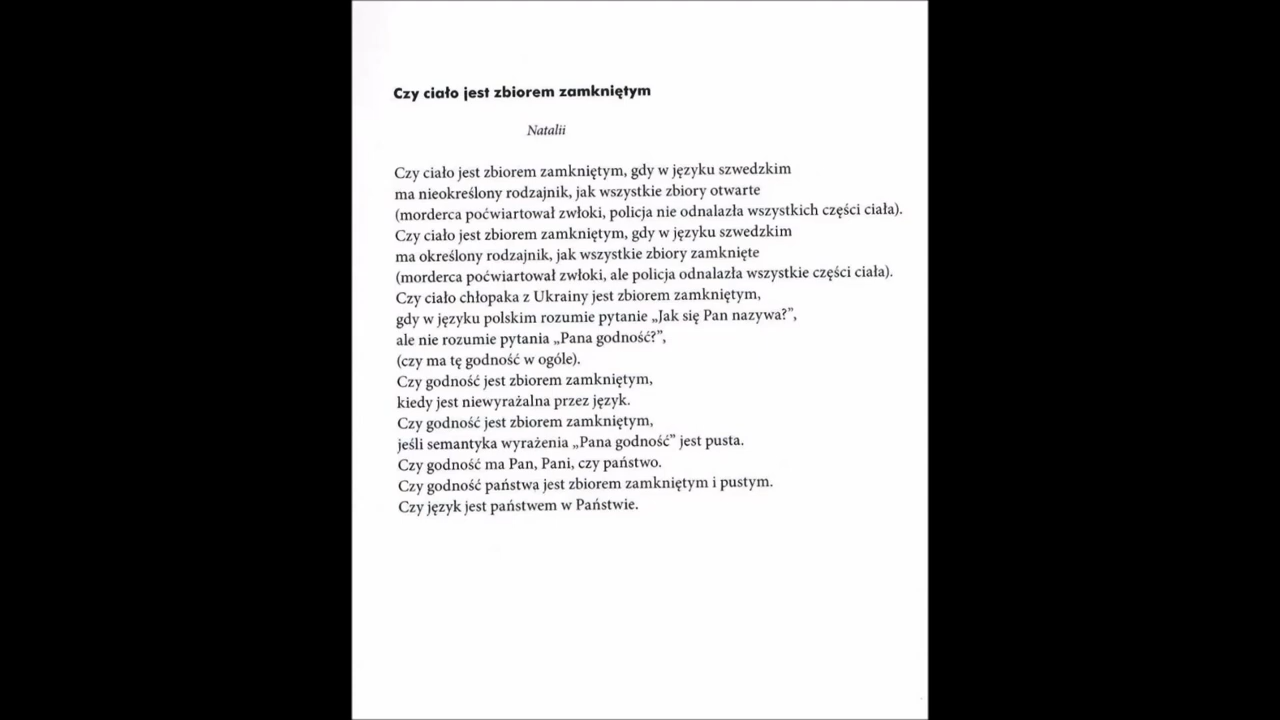 Czy ciało jest zbiorem zamkniętym
Natalii
Czy ciało jest zbiorem zamkniętym, gdy w języku szwedzkim
ma nieokreślony rodzajnik, jak wszystkie zbiory otwarte
(morderca poćwiartował zwłoki, policja nie odnalazła wszystkich części ciała).
Czy ciało jest zbiorem zamkniętym, gdy w języku szwedzkim
ma określony rodzajnik, jak wszystkie zbiory zamknięte
(morderca poćwiartował zwłoki, ale policja odnalazła wszystkie części ciała).
Czy ciało chłopaka z Ukrainy jest zbiorem zamkniętym,
gdy w języku polskim rozumie pytanie „Jak się Pan nazywa?”,
ale nie rozumie pytania „Pana godność?”,
(czy ma tę godność w ogóle).
Czy godność jest zbiorem zamkniętym,
kiedy jest niewyrażalna przez język.
Czy godność jest zbiorem zamkniętym,
jeśli semantyka wyrażenia „Pana godność” jest pusta.
Czy godność ma Pan, Pani, czy państwo.
Czy godność państwa jest zbiorem zamkniętym i pustym.
Czy język jest państwem w Państwie.